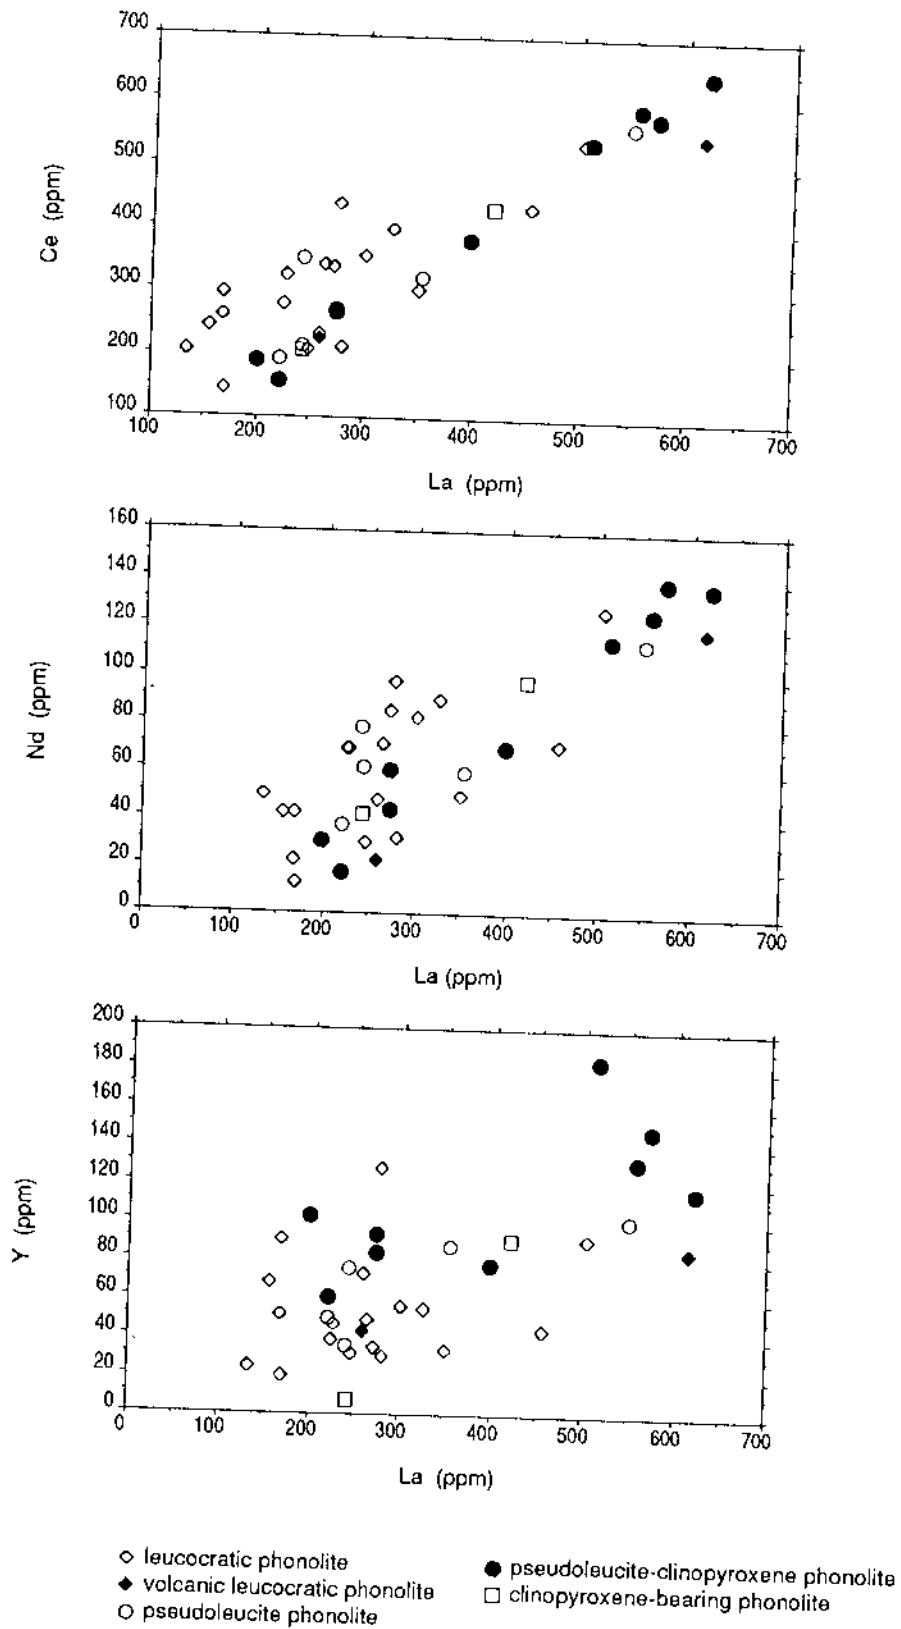 700
600
500
400
300
200
100
Ce (ppm)
100 200 300 400 500 600 700
La (ppm)
160
140
120
100
80
60
40
20
0
Nd (ppm)
0 100 200 300 400 500 600 700
La (ppm)
200
180
160
140
120
100
80
60
40
20
0
Y (ppm)
0 100 200 300 400 500 600 700
La (ppm)
leucocratic phonolite
volcanic leucocratic phonolite
pseudoleucite phonolite
pseudoleucite-clinopyroxene phonolite
clinopyroxene-bearing phonolite